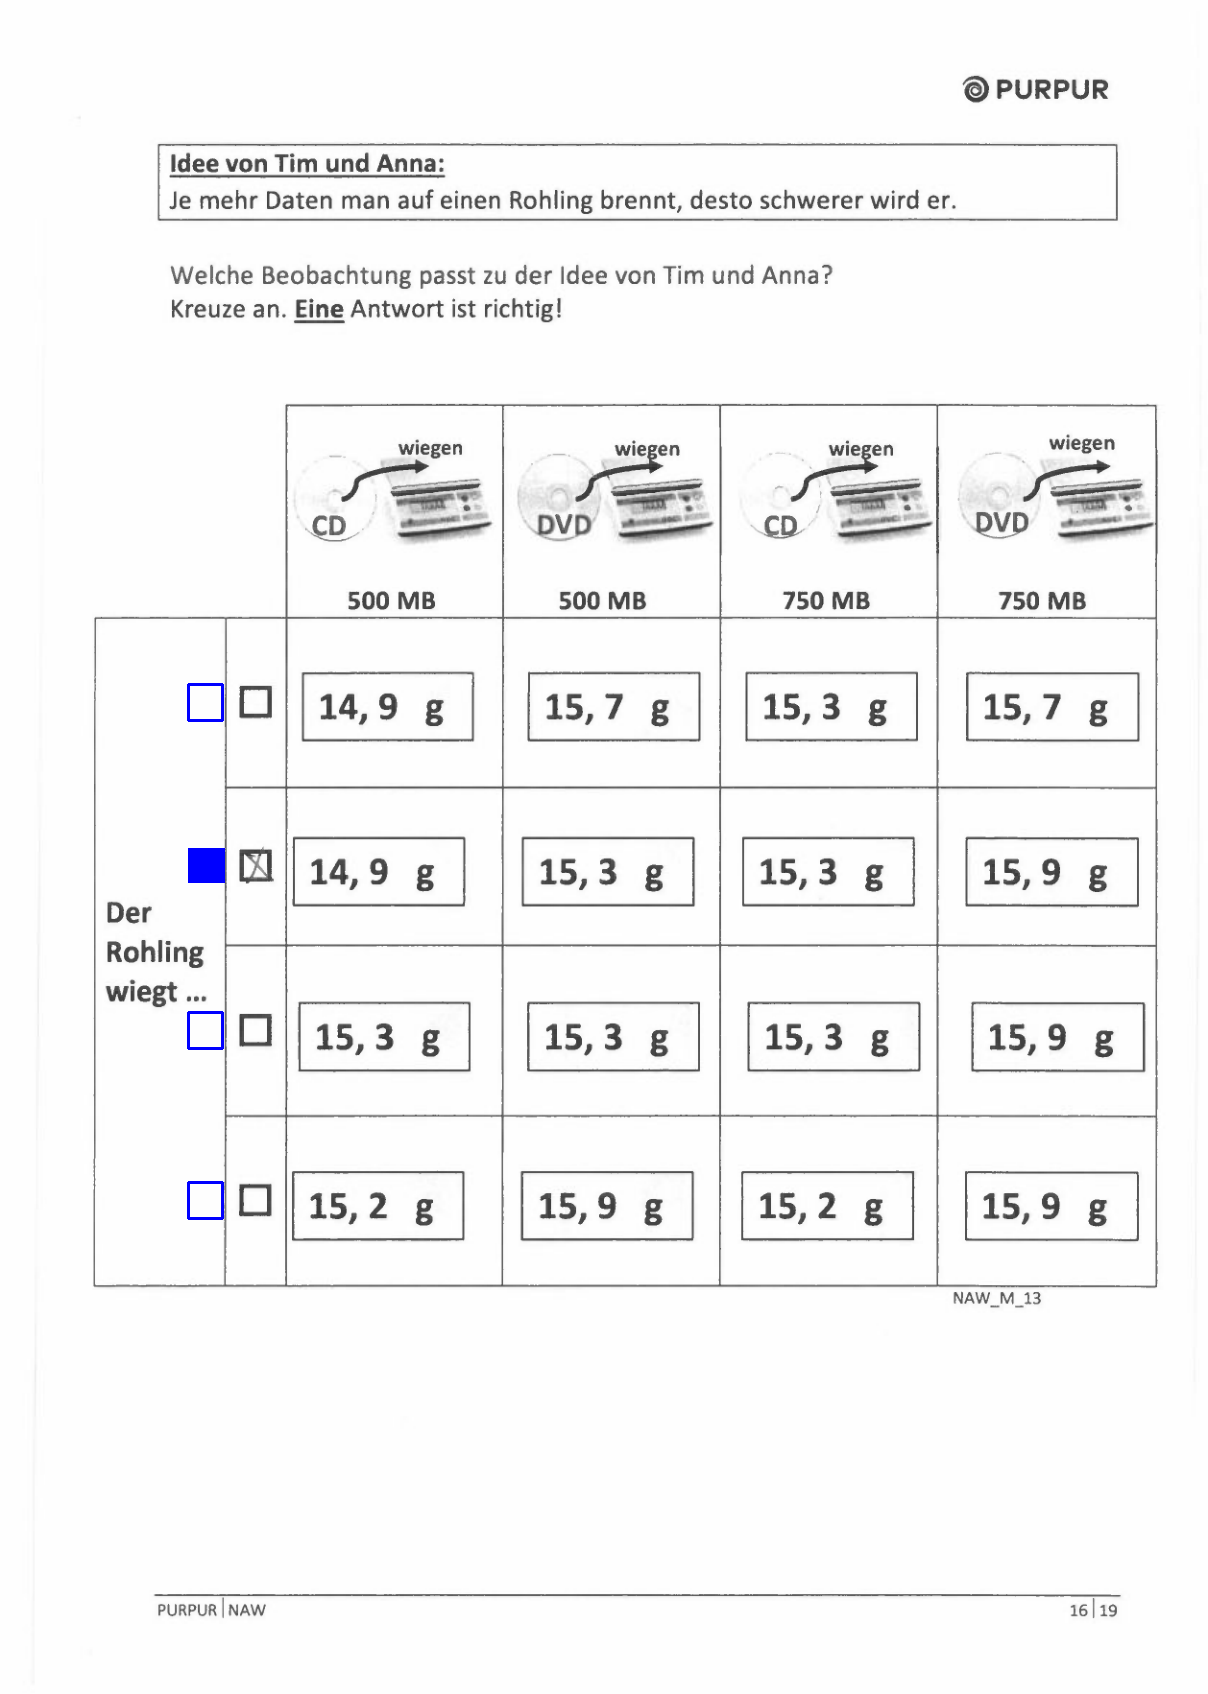 PURPUR
Idee von Tim und Anna:
Je mehr Daten man auf einen Rohling brennt, desto schwerer wird er.
Welche Beobachtung passt zu der Idee von Tim und Anna?
Kreuze an. Eine Antwort ist richtig!
wiegen wiegen wiegen wiegen
CD DVD CD DVD
500 MB 500 MB 750 MB 750 MB
14, 9 g 15, 7 g 15, 3 g 15, 7 g
14, 9 g 15, 3 g 15, 3 g 15, 9 g
Der
Rohling
wiegt ...
15, 3 g 15, 3 g 15, 3 g 15, 9 g
15, 2 g 15, 9 g 15, 2 g 15, 9 g
NAW_M_13
PURPUR | NAW 16 | 19